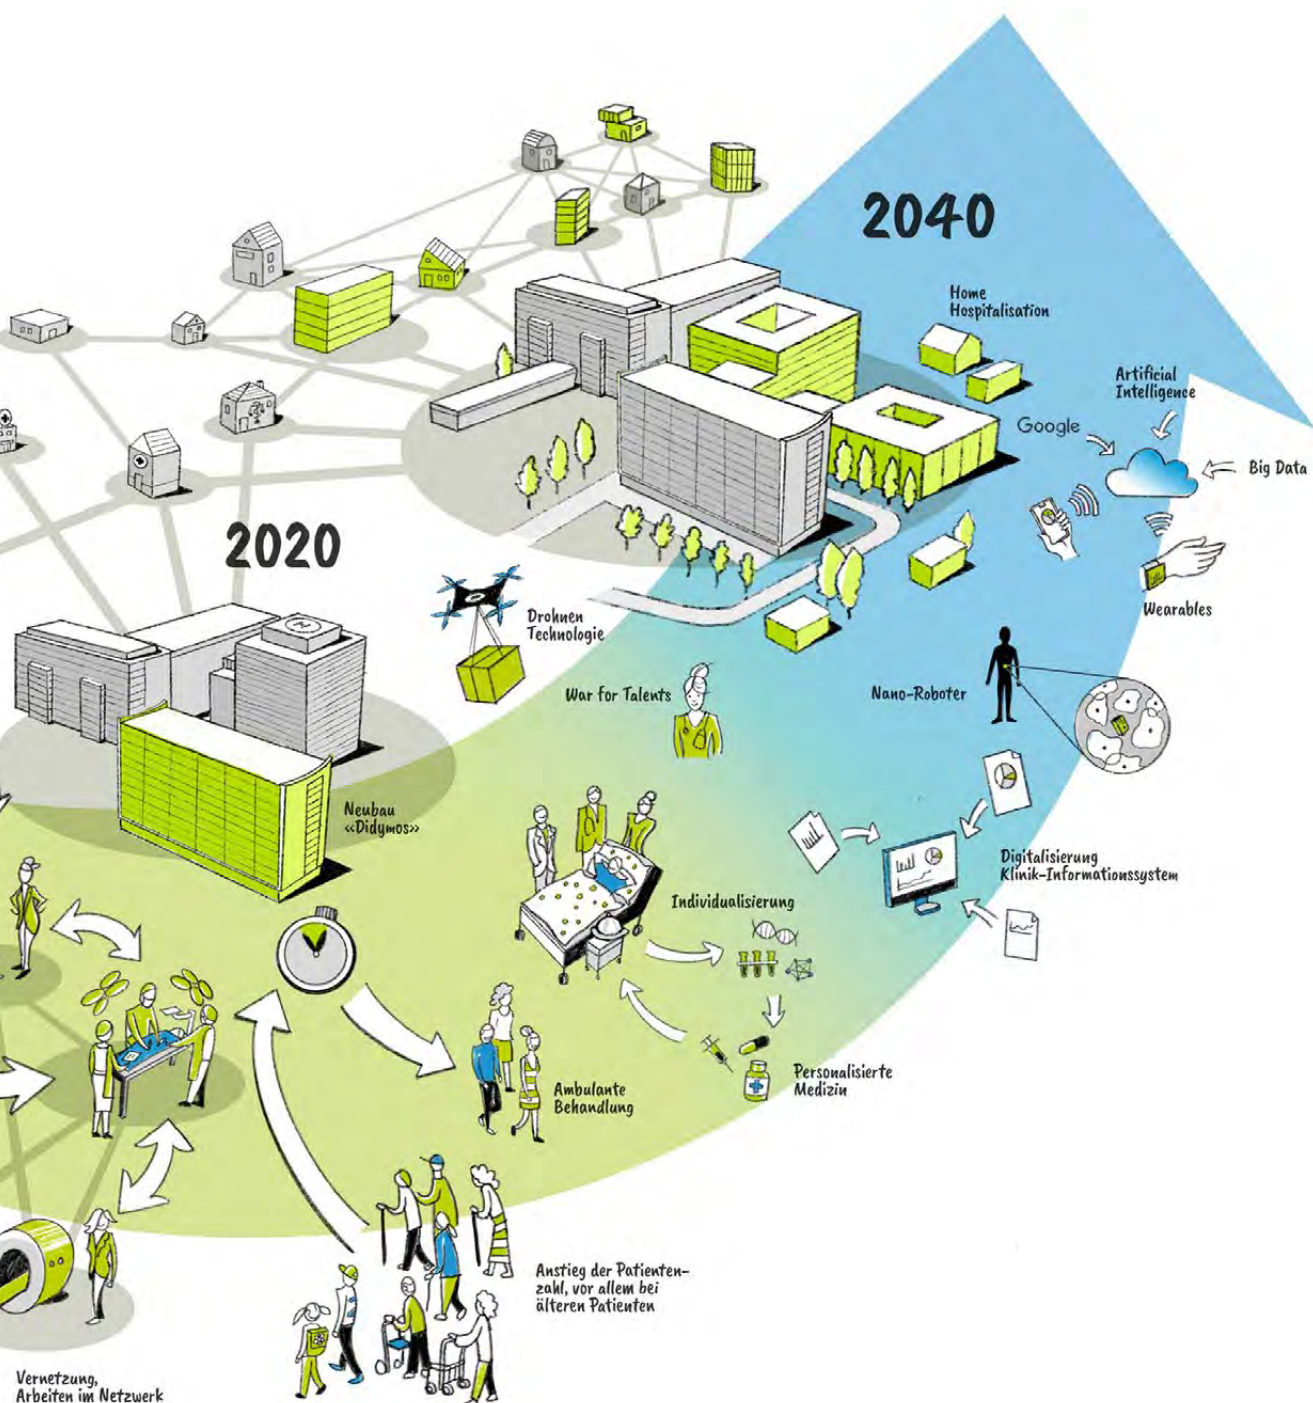 2040
Home
Hospitalisation
Artificial
Intelligence
Google
Big Data
2020
H
Drohnen
Technologie
Wearables
War for Talents
Nano-Roboter
Neubau
«Didymos»
Digitalisierung
Klinik-Informationssystem
Individualisierung
Personalisierte
Medizin
Ambulante
Behandlung
Anstieg der Patienten-
zahl, vor allem bei
älteren Patienten
Vernetzung,
Arbeiten im Netzwerk